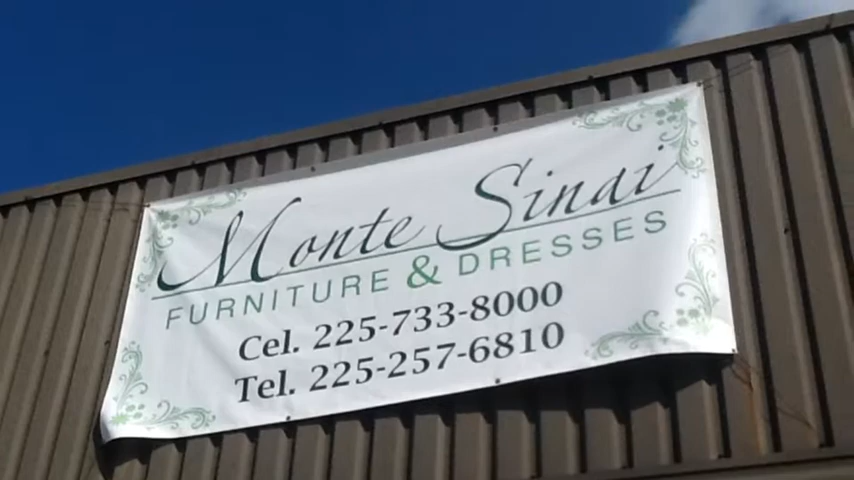 Monte Sinai
FURNITURE & DRESSES
Cel. 225-733-8000
Tel. 225-257-6810